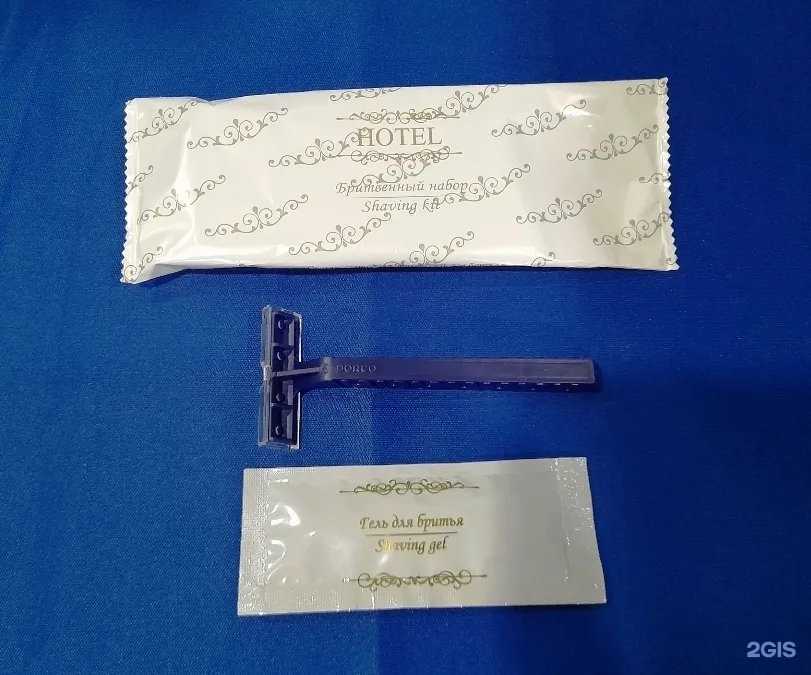 HOTEL
Бритвенный набор
Shaving kit
DORCO
Гель для бритья
Shaving gel
2GIS